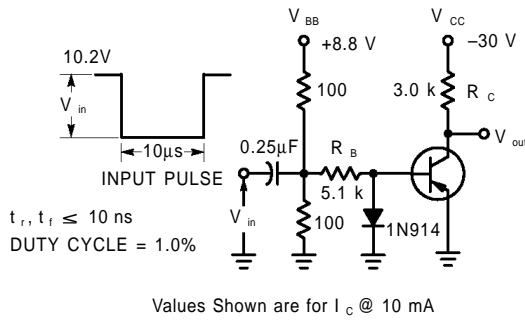 V BB
+8.8 V
V CC
–30 V
10.2V
V in
10μs
INPUT PULSE
100
3.0 k
R C
V out
0.25μF
R B
5.1 k
t r, t f ≤ 10 ns
DUTY CYCLE = 1.0%
V in
100
1N914
Values Shown are for I C @ 10 mA